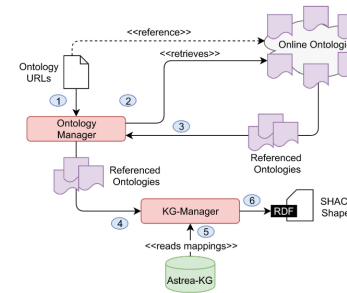 <<reference>>
Online Ontologi
<<retrieves>>
Ontology
URLs
1
2
3
Ontology
Manager
Referenced
Ontologies
Referenced
Ontologies
4
KG-Manager
6
RDF
SHAC
Shape
5
<<reads mappings>>
Astrea-KG